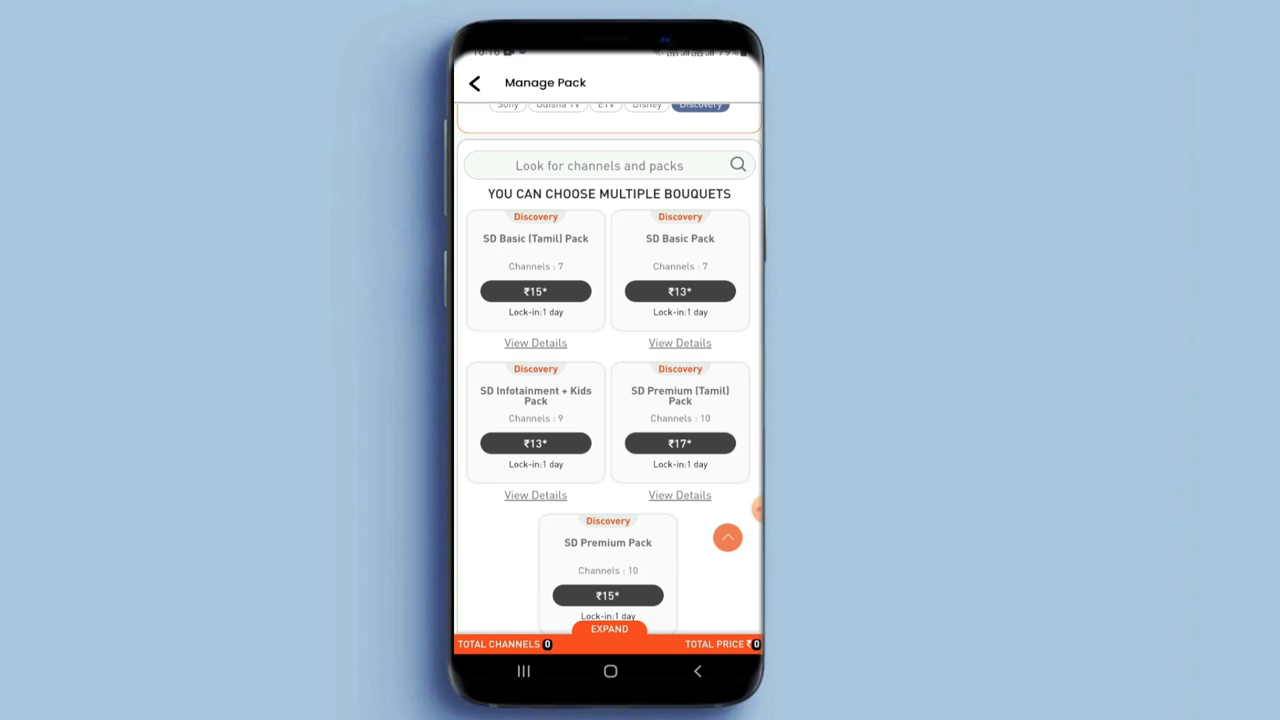 Manage Pack
Sony Odisha TV ETV Disney Discovery
Look for channels and packs
YOU CAN CHOOSE MULTIPLE BOUQUETS
Discovery
SD Basic (Tamil) Pack
Channels : 7
₹15*
Lock-in:1 day
View Details
Discovery
SD Basic Pack
Channels : 7
₹13*
Lock-in:1 day
View Details
Discovery
SD Infotainment + Kids
Pack
Channels : 9
₹13*
Lock-in:1 day
View Details
Discovery
SD Premium (Tamil)
Pack
Channels : 10
₹17*
Lock-in:1 day
View Details
Discovery
SD Premium Pack
Channels : 10
₹15*
Lock-in:1 day
EXPAND
TOTAL CHANNELS 0
TOTAL PRICE ₹0